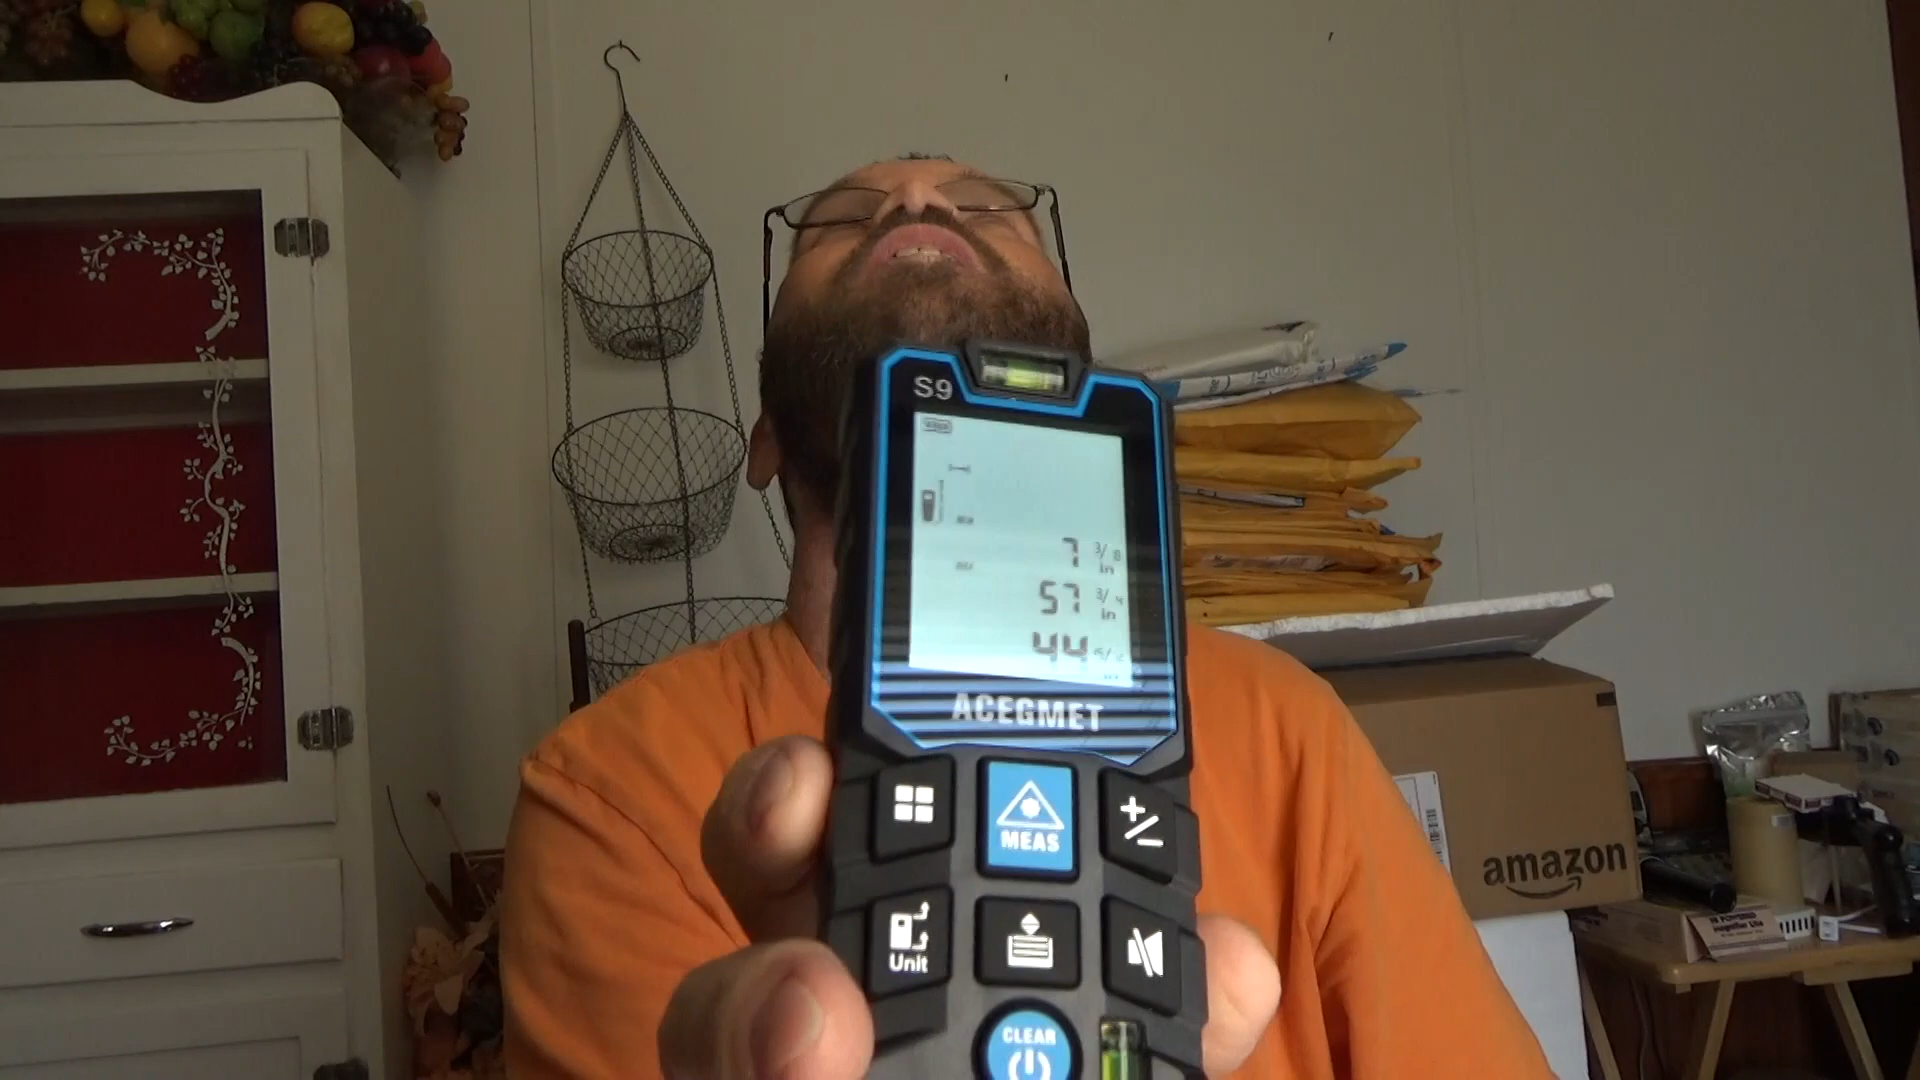 S9
7 3/8
in
57 3/4
in
44
ACEGMET
MEAS
Unit
CLEAR
amazon